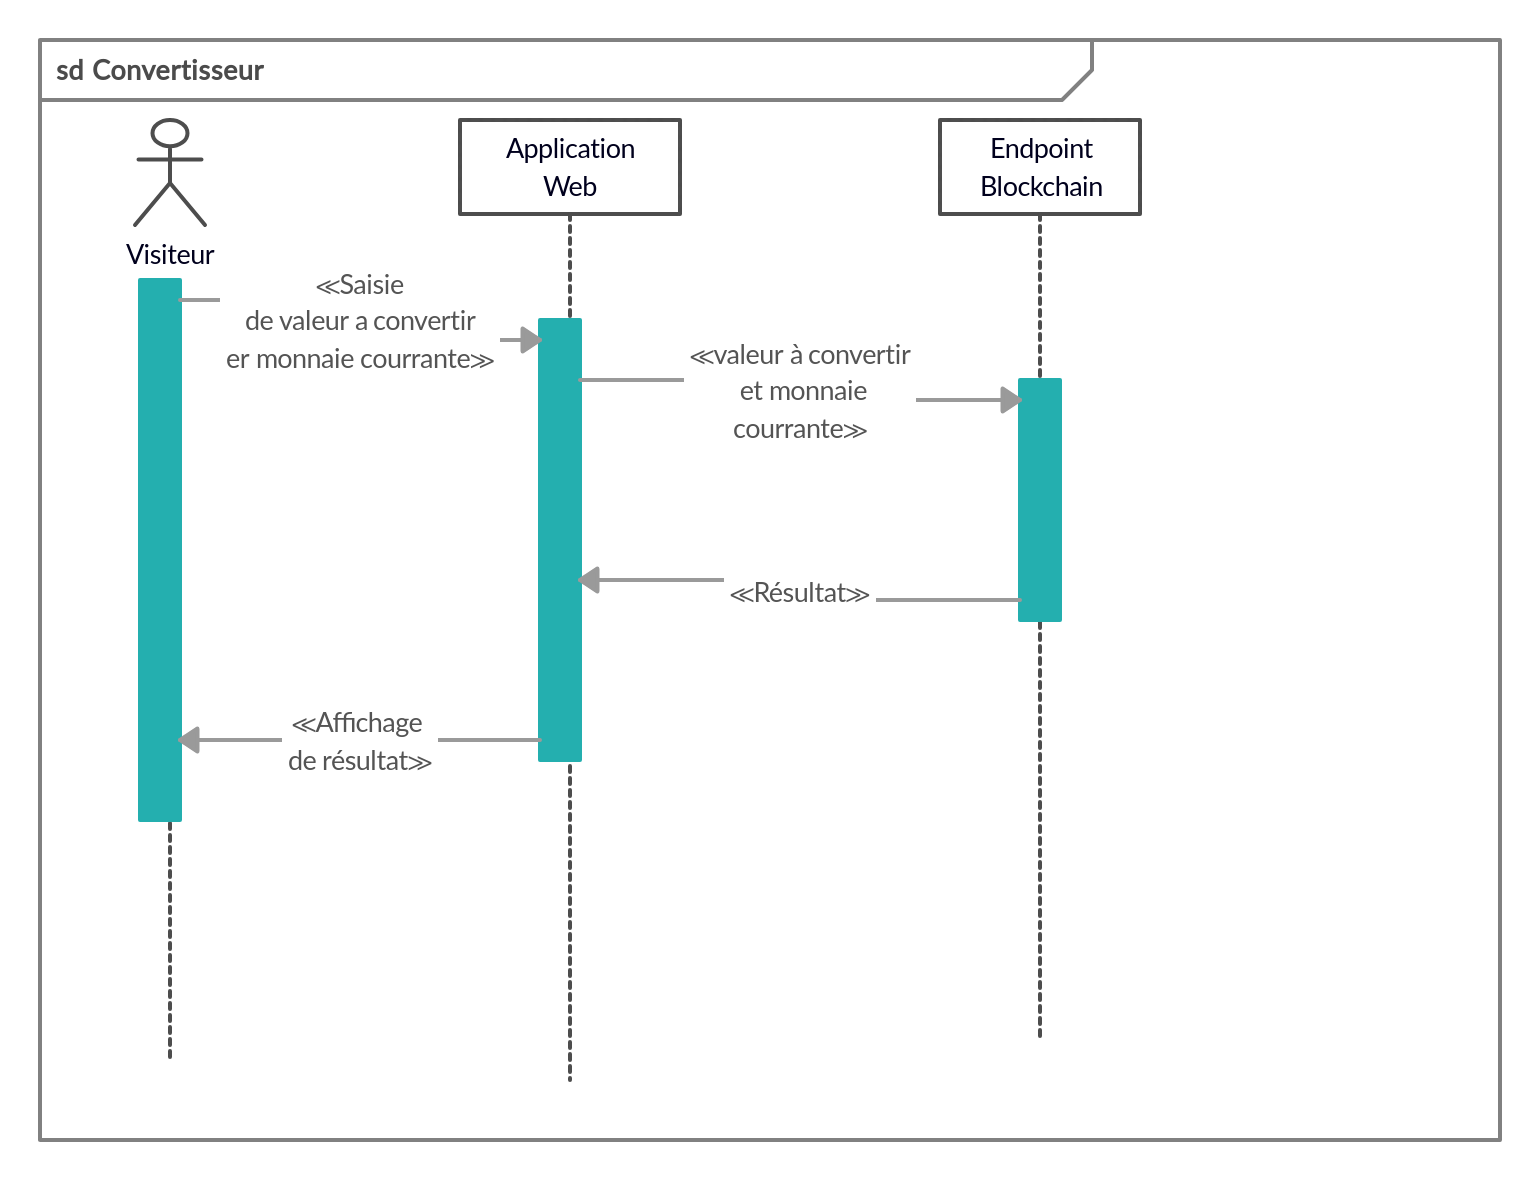 sd Convertisseur
Application
Web
Endpoint
Blockchain
Visiteur
≪Saisie
de valeur a convertir
er monnaie courrante≫
≪valeur à convertir
et monnaie
courrante≫
≪Résultat≫
≪Affichage
de résultat≫